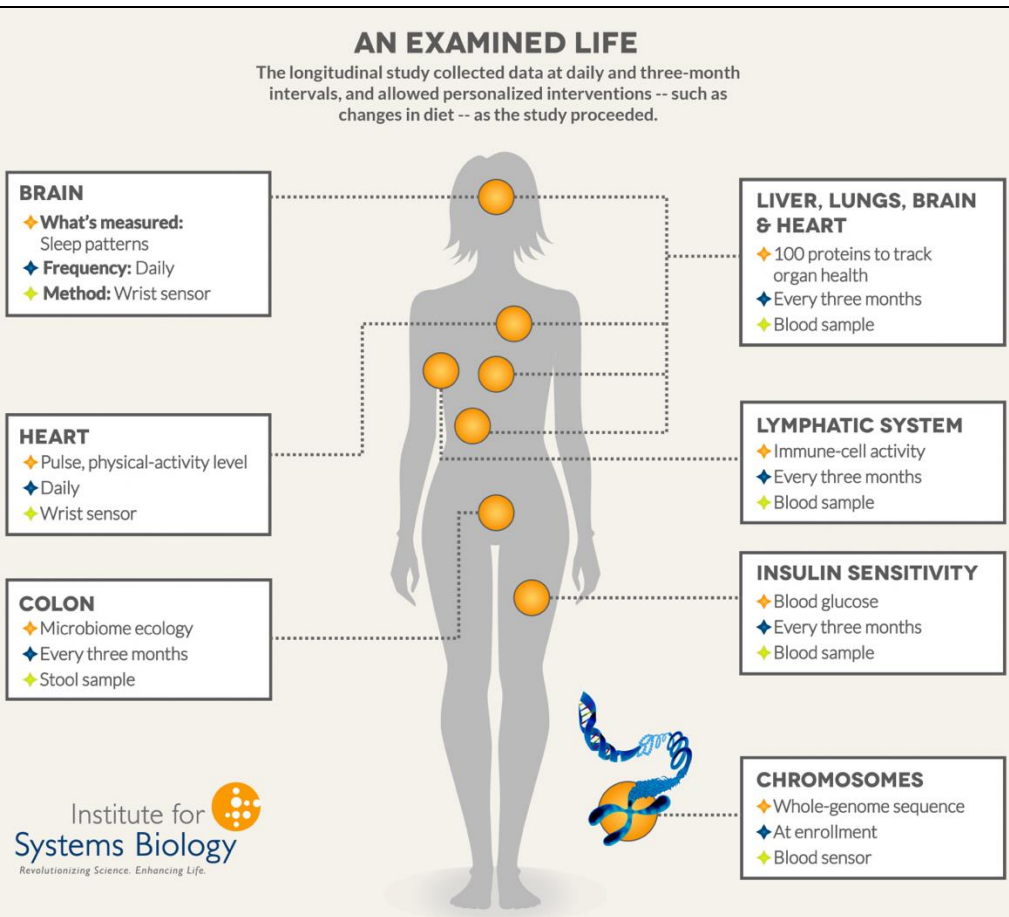 AN EXAMINED LIFE
The longitudinal study collected data at daily and three-month
intervals, and allowed personalized interventions -- such as
changes in diet -- as the study proceeded.
BRAIN
What's measured:
Sleep patterns
Frequency: Daily
Method: Wrist sensor
HEART
Pulse, physical-activity level
Daily
Wrist sensor
COLON
Microbiome ecology
Every three months
Stool sample
LIVER, LUNGS, BRAIN
& HEART
100 proteins to track
organ health
Every three months
Blood sample
LYMPHATIC SYSTEM
Immune-cell activity
Every three months
Blood sample
INSULIN SENSITIVITY
Blood glucose
Every three months
Blood sample
CHROMOSOMES
Whole-genome sequence
At enrollment
Blood sensor
Institute for
Systems Biology
Revolutionizing Science. Enhancing Life.